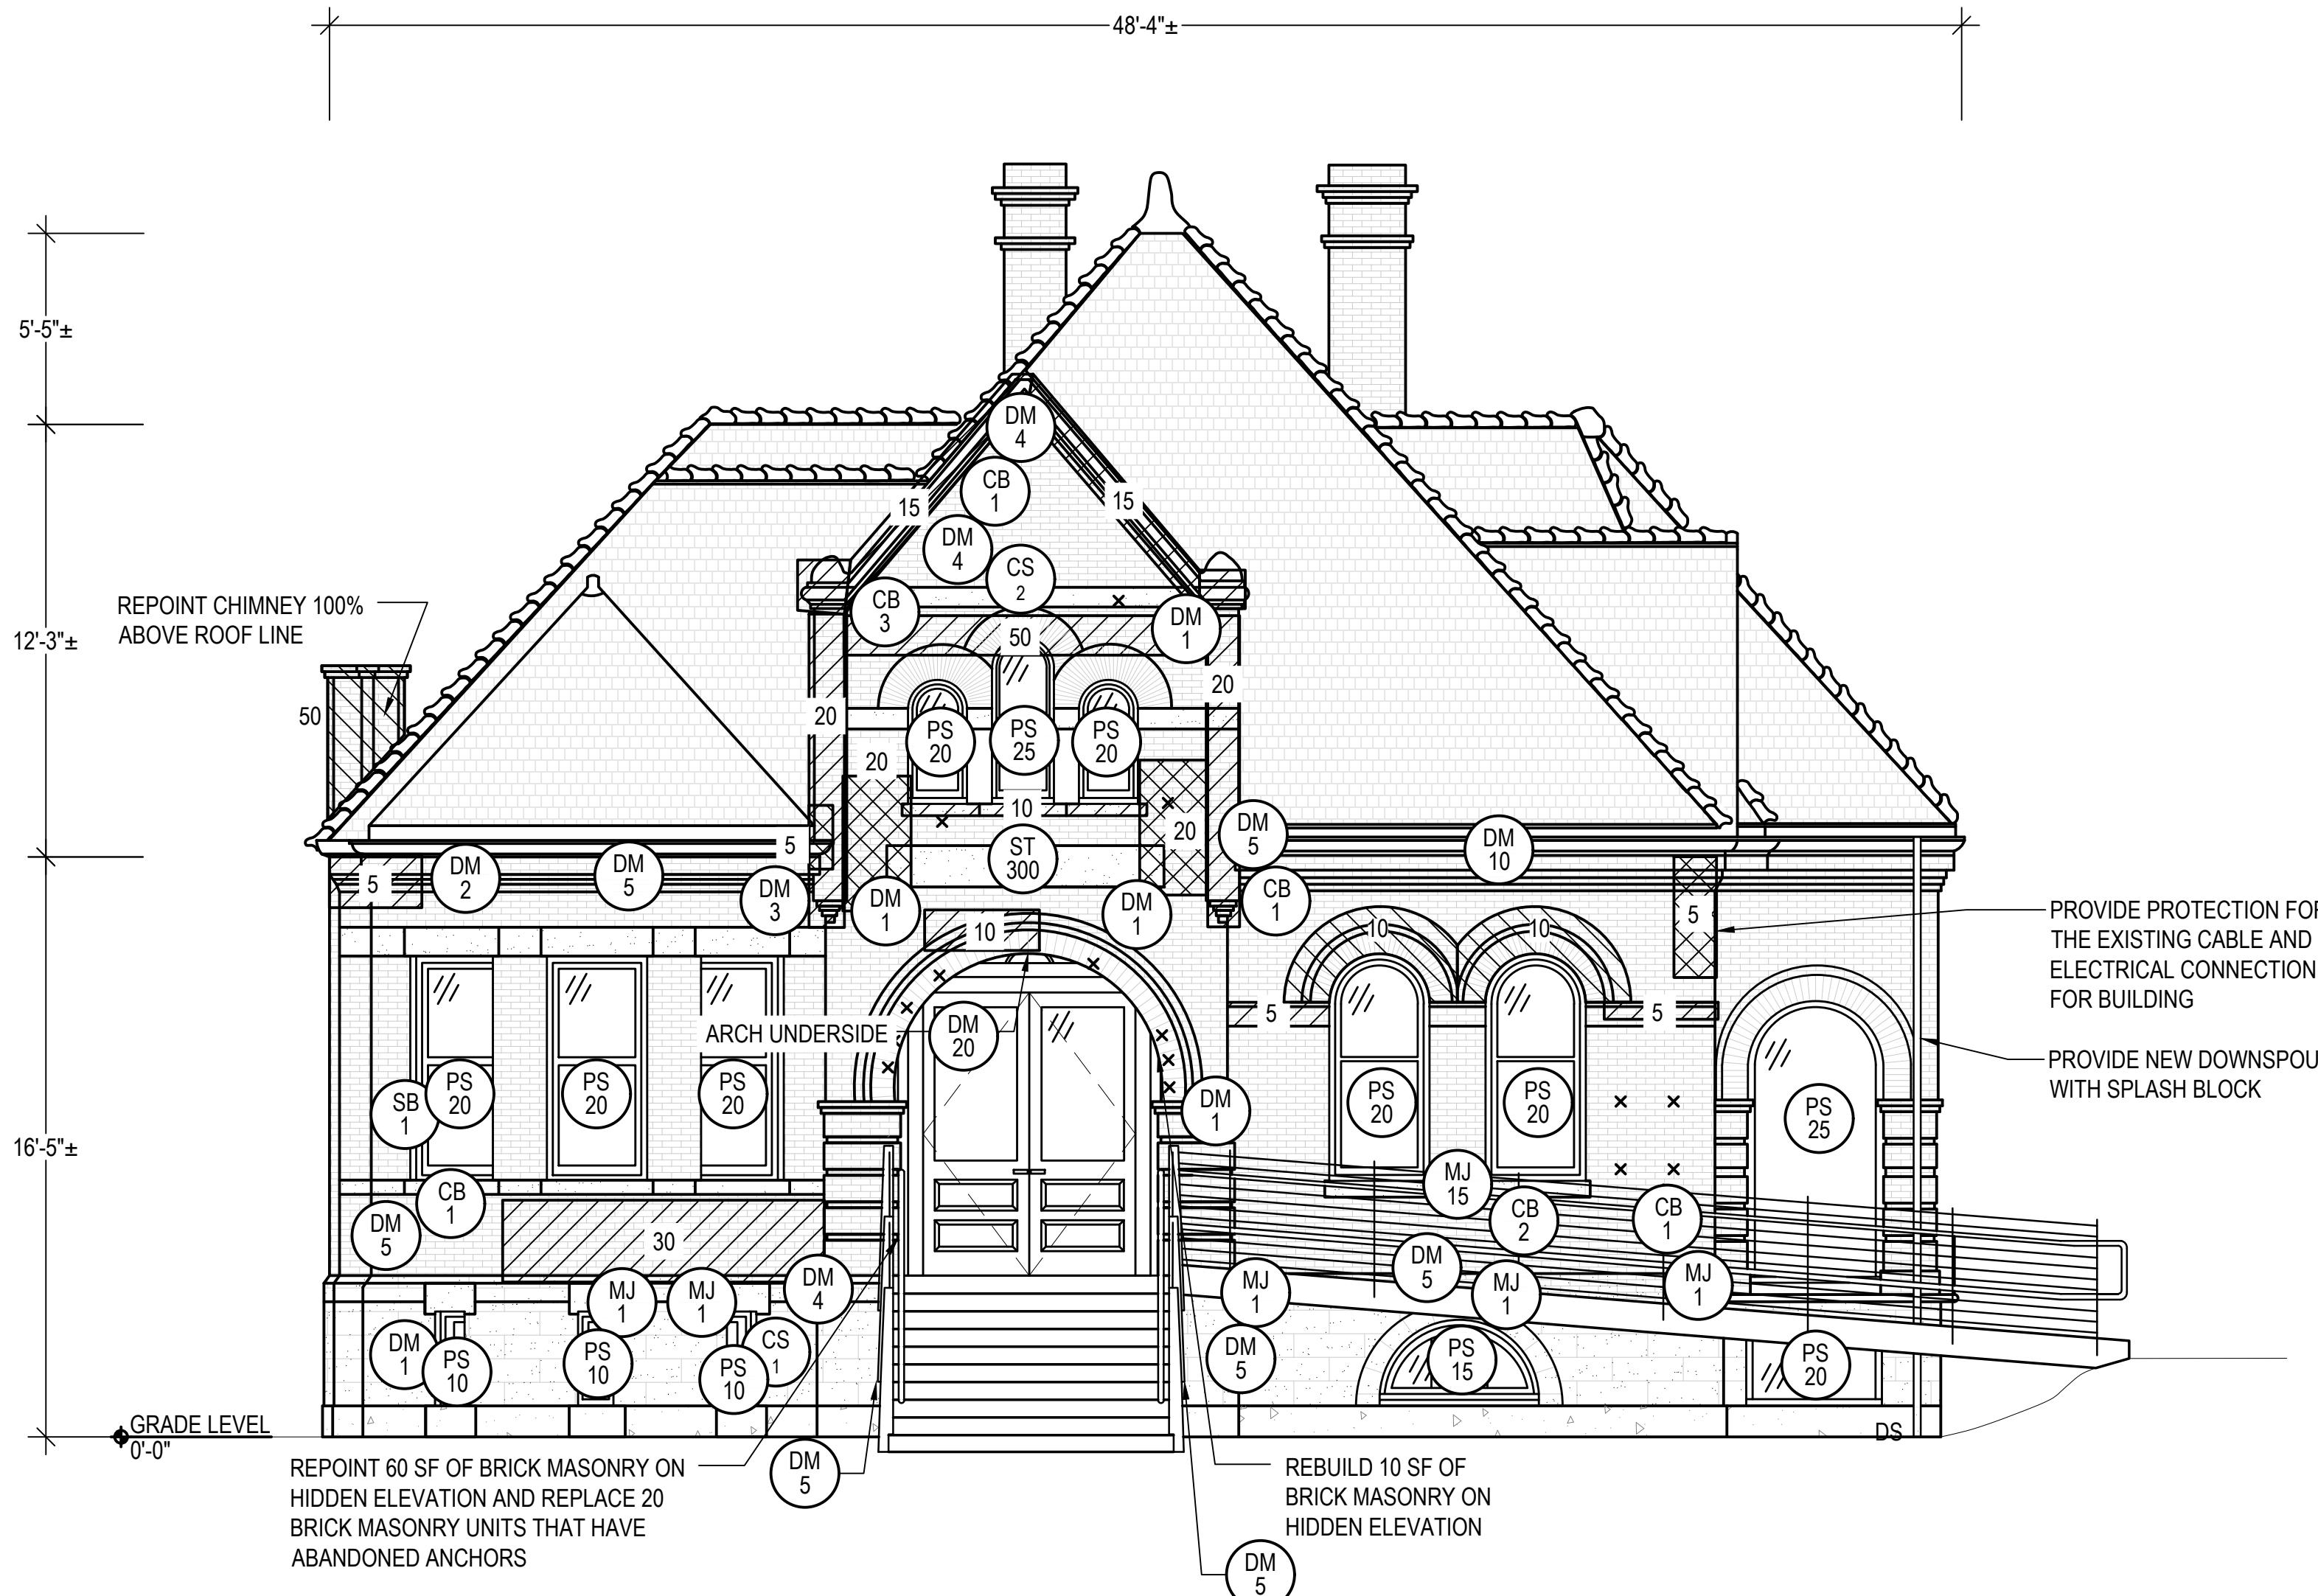 48'-4"±
5'-5"±
12'-3"±
16'-5"±
DM
4
CB
1
15
15
DM
4
CS
2
REPOINT CHIMNEY 100%
ABOVE ROOF LINE
CB
3
DM
1
50
20
50
20
PS
20
PS
25
PS
20
20
10
20
5
DM
5
DM
10
ST
300
5
DM
2
DM
5
DM
3
DM
1
DM
1
CB
1
5
10
10
10
PROVIDE PROTECTION FOR
THE EXISTING CABLE AND
ELECTRICAL CONNECTION
FOR BUILDING
5
5
ARCH UNDERSIDE
DM
20
PROVIDE NEW DOWNSPOU
WITH SPLASH BLOCK
SB
1
PS
20
PS
20
PS
20
DM
1
PS
20
PS
20
PS
25
CB
1
DM
5
30
MJ
15
CB
2
CB
1
DM
5
MJ
1
MJ
1
DM
4
MJ
1
MJ
1
MJ
1
DM
1
PS
10
PS
10
PS
10
CS
1
DM
5
PS
15
PS
20
GRADE LEVEL
0'-0"
DS
REPOINT 60 SF OF BRICK MASONRY ON
HIDDEN ELEVATION AND REPLACE 20
BRICK MASONRY UNITS THAT HAVE
ABANDONED ANCHORS
DM
5
REBUILD 10 SF OF
BRICK MASONRY ON
HIDDEN ELEVATION
DM
5